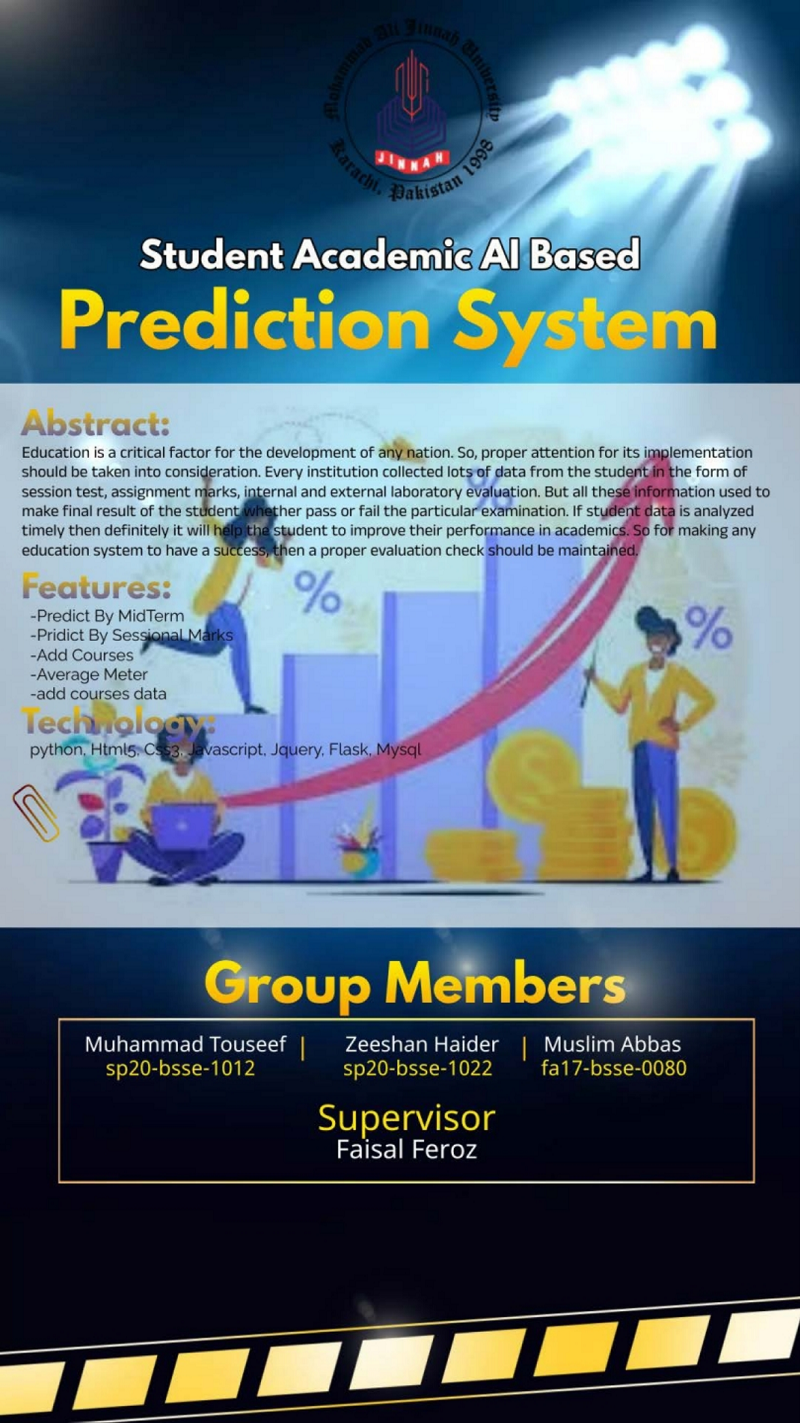 Mohammad Ali Jinnah University
JINNAH
Karachi, Pakistan 1998
Student Academic AI Based
Prediction System
Abstract:
Education is a critical factor for the development of any nation. So, proper attention for its implementation
should be taken into consideration. Every institution collected lots of data from the student in the form of
session test, assignment marks, internal and external laboratory evaluation. But all these information used to
make final result of the student whether pass or fail the particular examination. If student data is analyzed
timely then definitely it will help the student to improve their performance in academics. So for making any
education system to have a success, then a proper evaluation check should be maintained.
Features:
-Predict By MidTerm
-Pridict By Sessional Marks
-Add Courses
-Average Meter
-add courses data
Technology:
python, Html5, Css3, Javascript, Jquery, Flask, Mysql
%
%
%
$
$
Group Members
Muhammad Touseef | Zeeshan Haider | Muslim Abbas
sp20-bsse-1012 sp20-bsse-1022 fa17-bsse-0080
Supervisor
Faisal Feroz